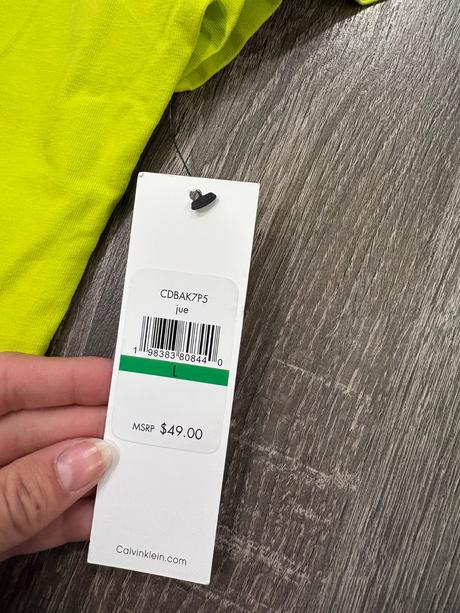 CDBAK7P5
jue
1 98383 80844 0
L
MSRP $49.00
Calvinklein.com